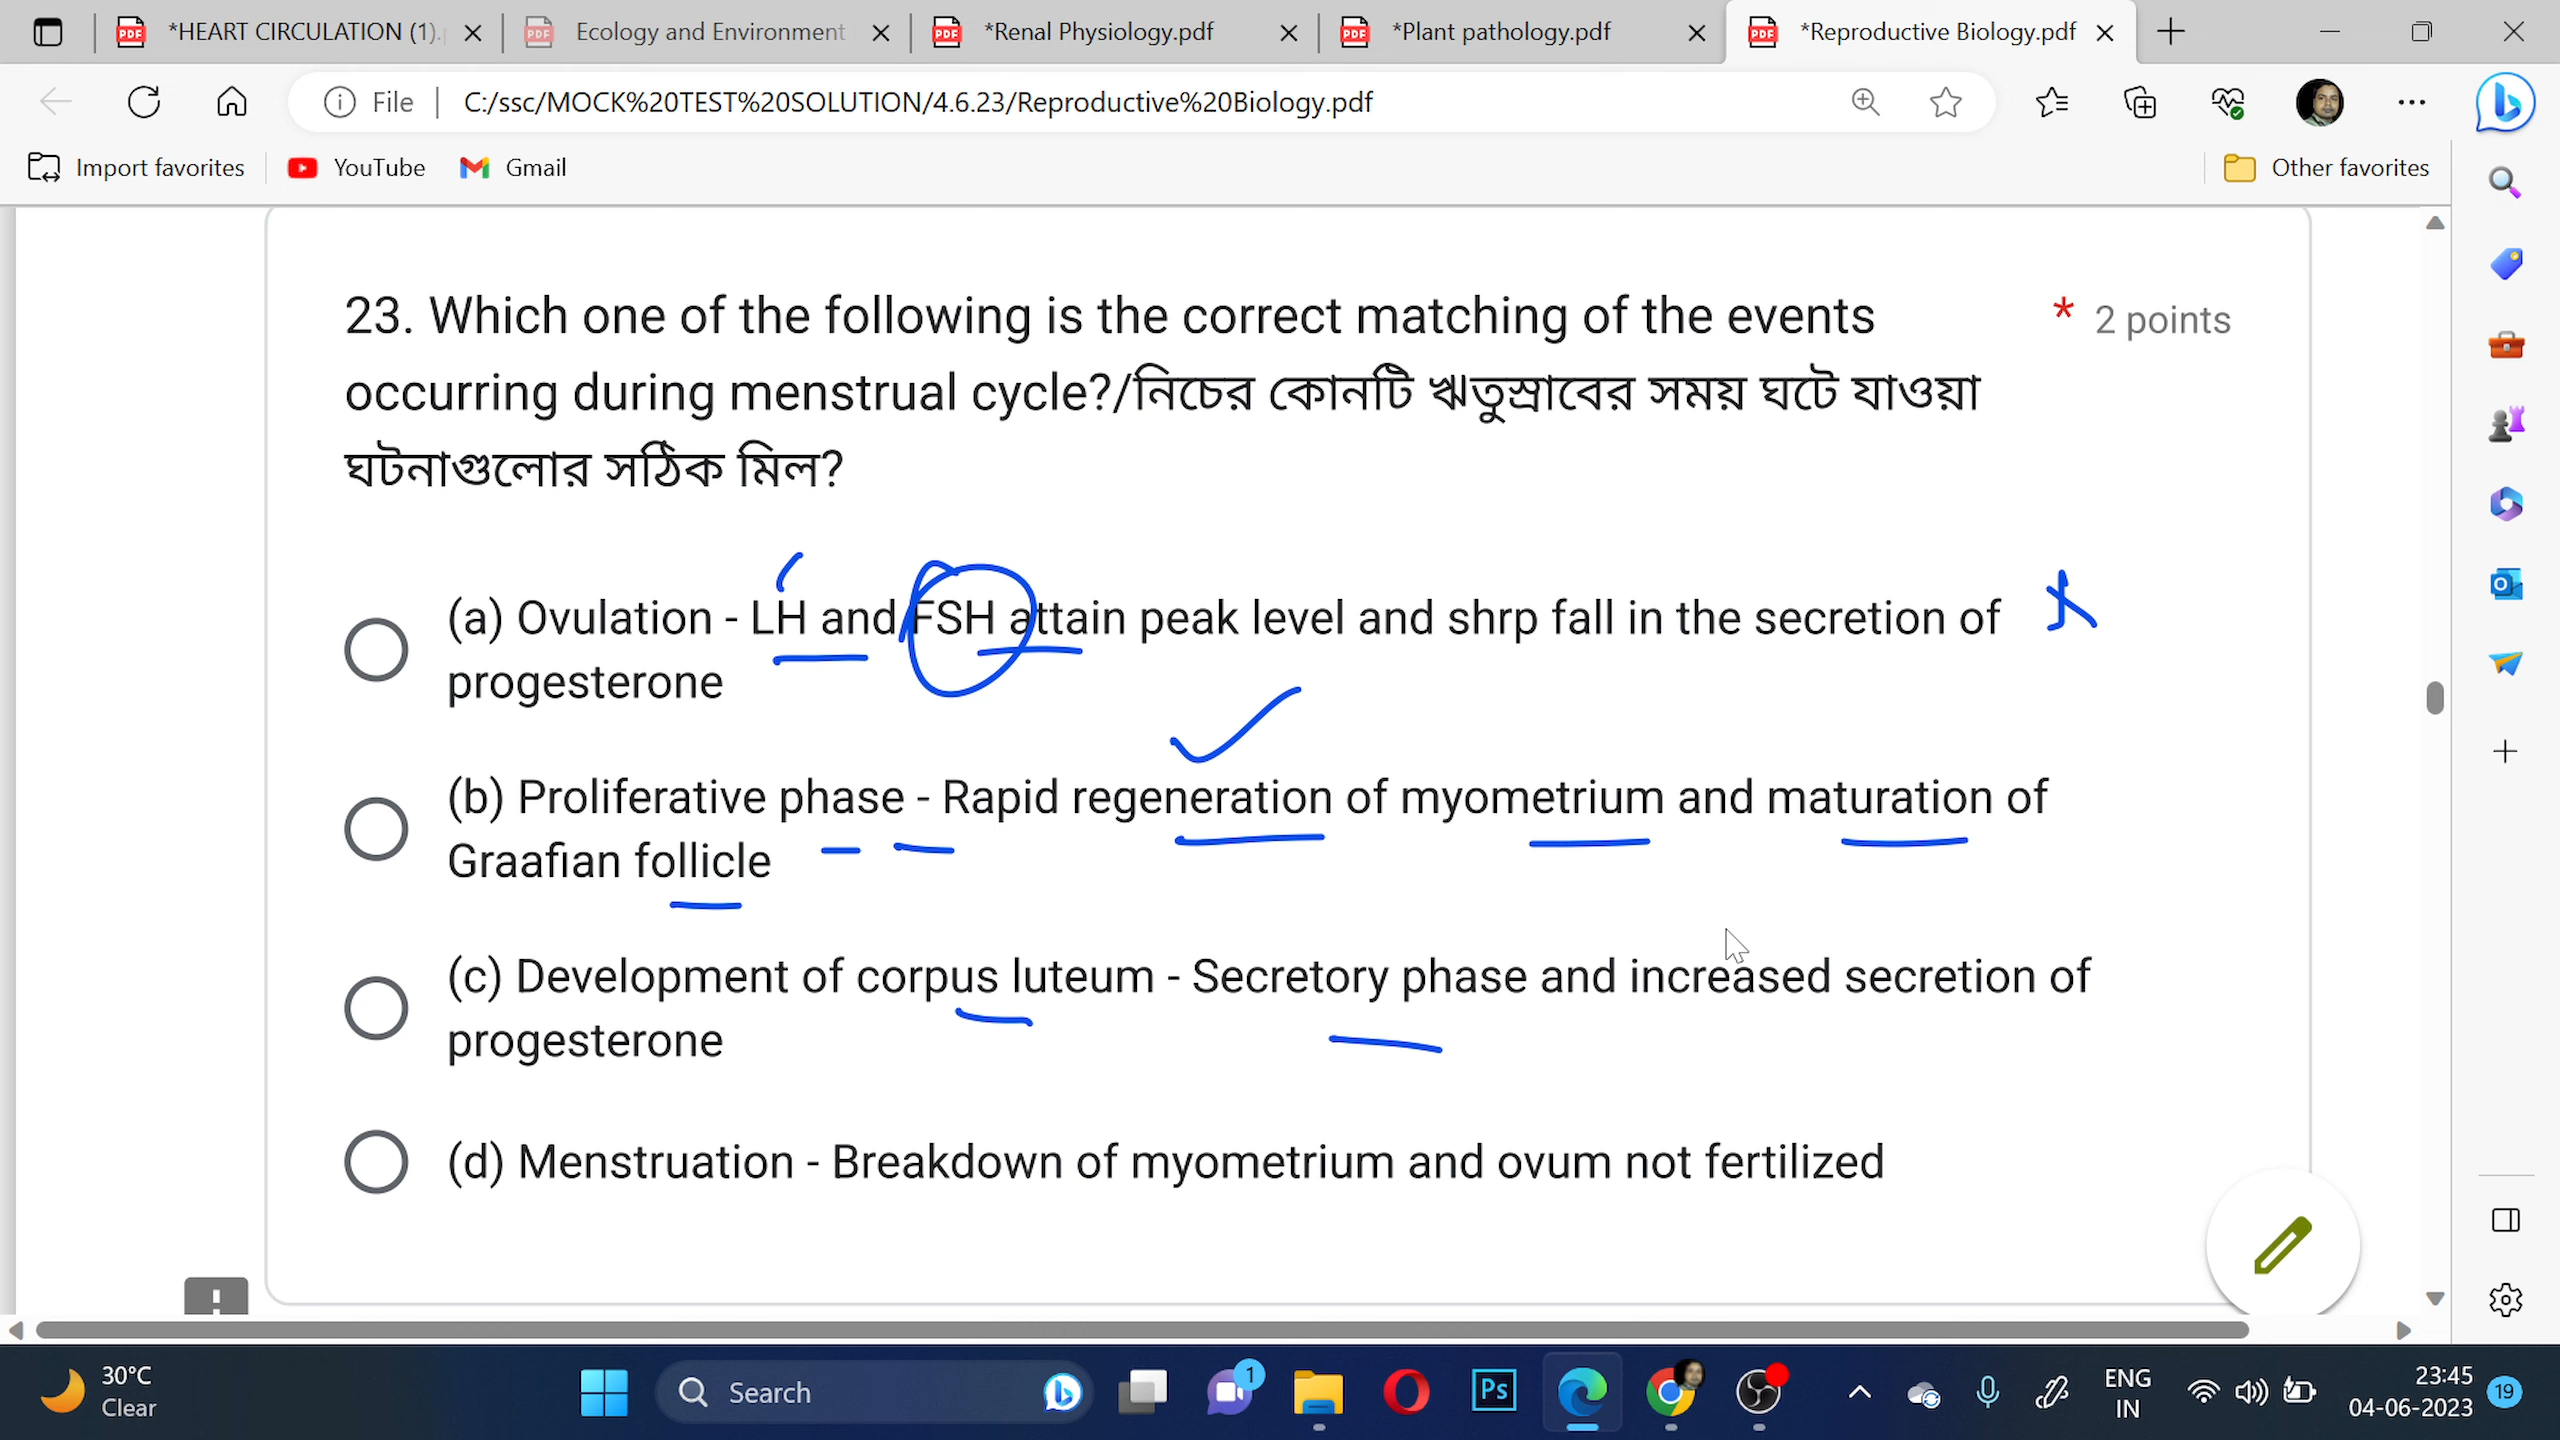 *HEART CIRCULATION (1).
Ecology and Environment
*Renal Physiology.pdf
*Plant pathology.pdf
*Reproductive Biology.pdf
File
C:/ssc/MOCK%20TEST%20SOLUTION/4.6.23/Reproductive%20Biology.pdf
Import favorites
YouTube
Gmail
Other favorites
23. Which one of the following is the correct matching of the events * 2 points
occurring during menstrual cycle?/নিচের কোনটি ঋতুস্রাবের সময় ঘটে যাওয়া
ঘটনাগুলোর সঠিক মিল?
(a) Ovulation - LH and FSH attain peak level and shrp fall in the secretion of
progesterone
(b) Proliferative phase - Rapid regeneration of myometrium and maturation of
Graafian follicle
(c) Development of corpus luteum - Secretory phase and increased secretion of
progesterone
(d) Menstruation - Breakdown of myometrium and ovum not fertilized
30°C
Clear
Search
1
Ps
ENG
IN
23:45
04-06-2023
19